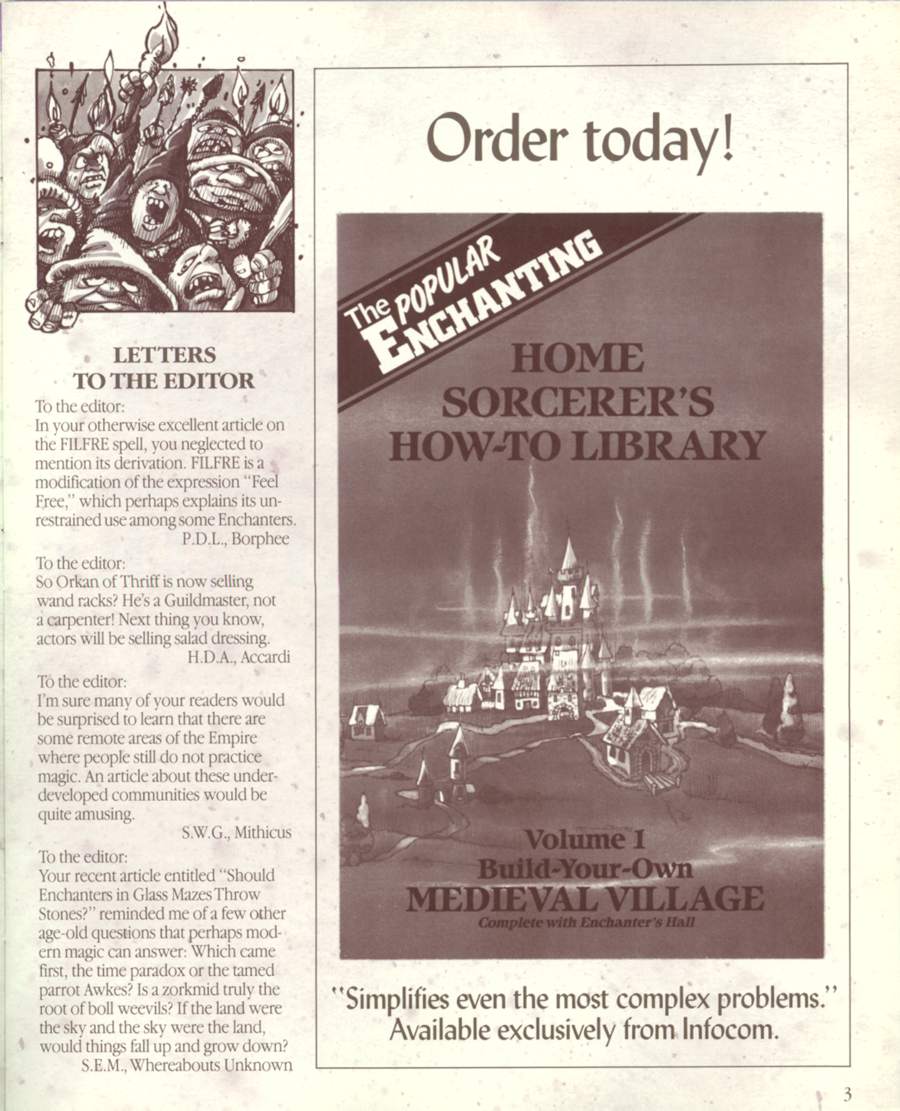 LETTERS
TO THE EDITOR
To the editor:
In your otherwise excellent article on
the FILFRE spell, you neglected to
mention its derivation. FILFRE is a
modification of the expression "Feel
Free," which perhaps explains its un-
restrained use among some Enchanters.
P.D.L., Borphee
To the editor:
So Orkan of Thriff is now selling
wand racks? He's a Guildmaster, not
a carpenter! Next thing you know,
actors will be selling salad dressing.
H.D.A., Accardi
To the editor:
I'm sure many of your readers would
be surprised to learn that there are
some remote areas of the Empire
where people still do not practice
magic. An article about these under-
developed communities would be
quite amusing.
S.W.G., Mithicus
To the editor:
Your recent article entitled "Should
Enchanters in Glass Mazes Throw
Stones?" reminded me of a few other
age-old questions that perhaps mod-
ern magic can answer: Which came
first, the time paradox or the tamed
parrot Awkes? Is a zorkmid truly the
root of boll weevils? If the land were
the sky and the sky were the land,
would things fall up and grow down?
S.E.M., Whereabouts Unknown
Order today!
The POPULAR
ENCHANTING
HOME
SORCERER'S
HOW-TO LIBRARY
Volume 1
Build-Your-Own
MEDIEVAL VILLAGE
Complete with Enchanter's Hall
"Simplifies even the most complex problems."
Available exclusively from Infocom.
3